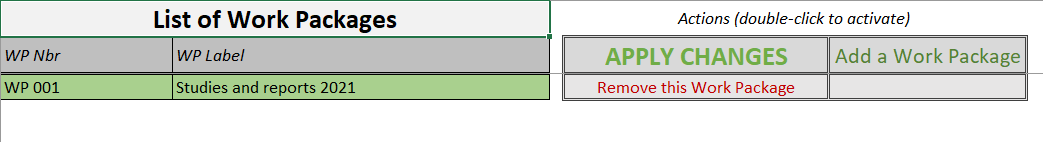 List of Work Packages
Actions (double-click to activate)
WP Nbr WP Label
APPLY CHANGES Add a Work Package
WP 001 Studies and reports 2021
Remove this Work Package